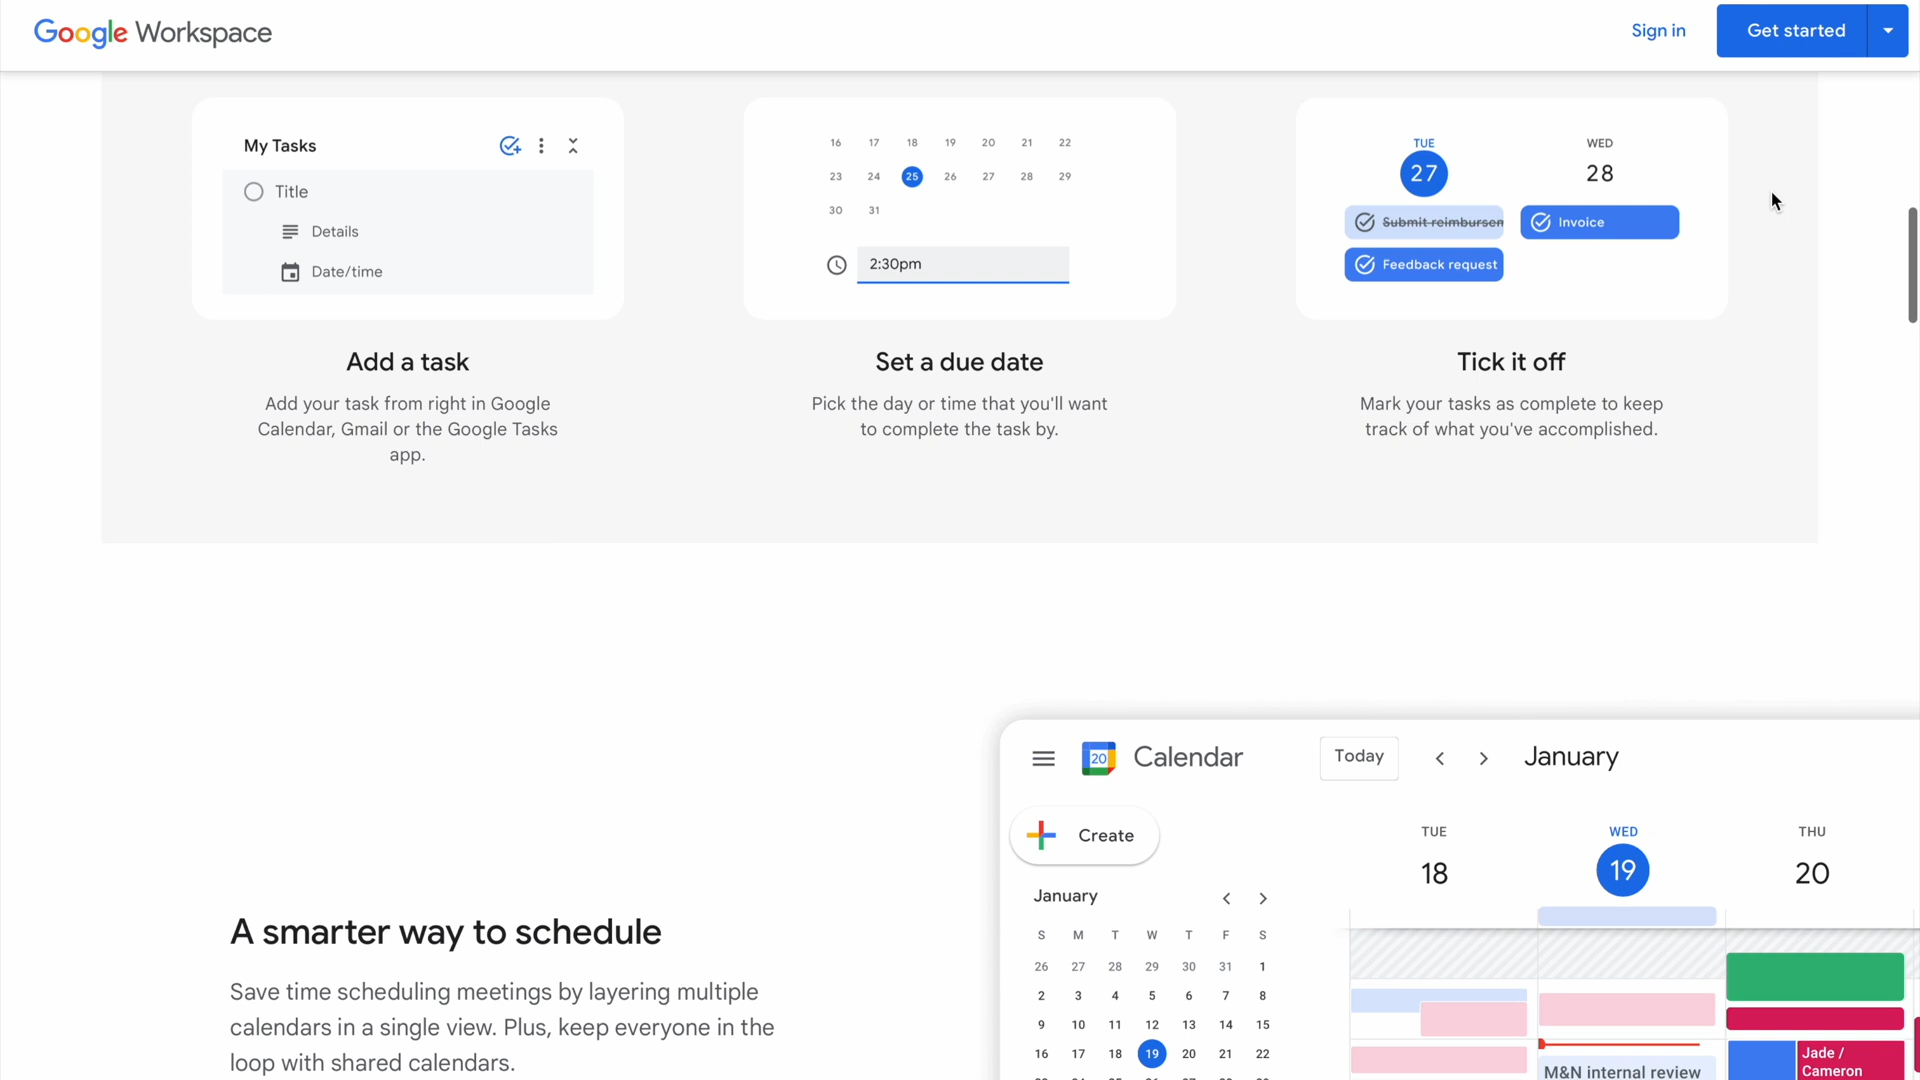 Google Workspace
Sign in
Get started
My Tasks
Title
Details
Date/time
16 17 18 19 20 21 22
23 24 25 26 27 28 29
30 31
2:30pm
TUE WED
27 28
Submit reimbursem Invoice
Feedback request
Add a task
Add your task from right in Google
Calendar, Gmail or the Google Tasks
app.
Set a due date
Pick the day or time that you'll want
to complete the task by.
Tick it off
Mark your tasks as complete to keep
track of what you've accomplished.
A smarter way to schedule
Save time scheduling meetings by layering multiple
calendars in a single view. Plus, keep everyone in the
loop with shared calendars.
20 Calendar Today January
Create
TUE WED THU
18 19 20
January
S M T W T F S
26 27 28 29 30 31 1
2 3 4 5 6 7 8
9 10 11 12 13 14 15
16 17 18 19 20 21 22
M&N internal review
Jade /
Cameron